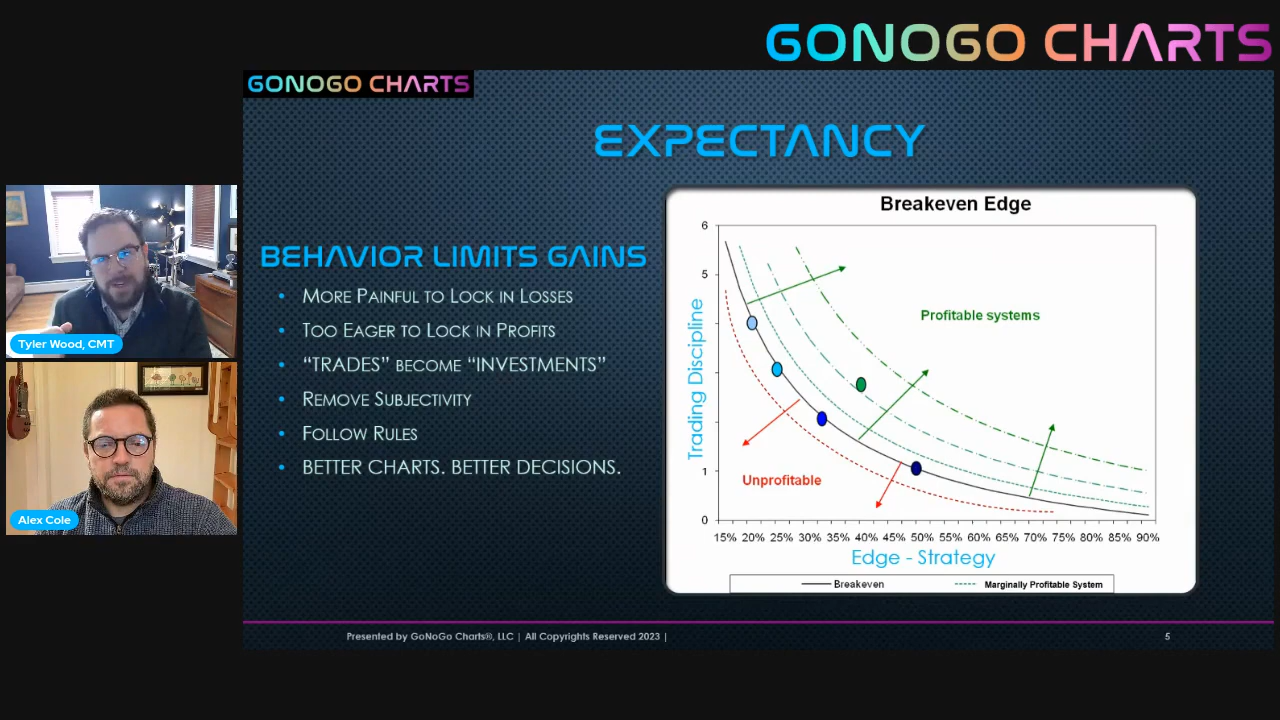 GONOGO CHARTS
GONOGO CHARTS
EXPECTANCY
BEHAVIOR LIMITS GAINS
• MORE PAINFUL TO LOCK IN LOSSES
• TOO EAGER TO LOCK IN PROFITS
• “TRADES” BECOME “INVESTMENTS”
• REMOVE SUBJECTIVITY
• FOLLOW RULES
• BETTER CHARTS. BETTER DECISIONS.
Breakeven Edge
6
5
1
0
Trading Discipline
Profitable systems
Unprofitable
15% 20% 25% 30% 35% 40% 45% 50% 55% 60% 65% 70% 75% 80% 85% 90%
Edge - Strategy
Breakeven
Marginally Profitable System
Tyler Wood, CMT
Alex Cole
Presented by GoNoGo Charts®, LLC | All Copyrights Reserved 2023 |
5